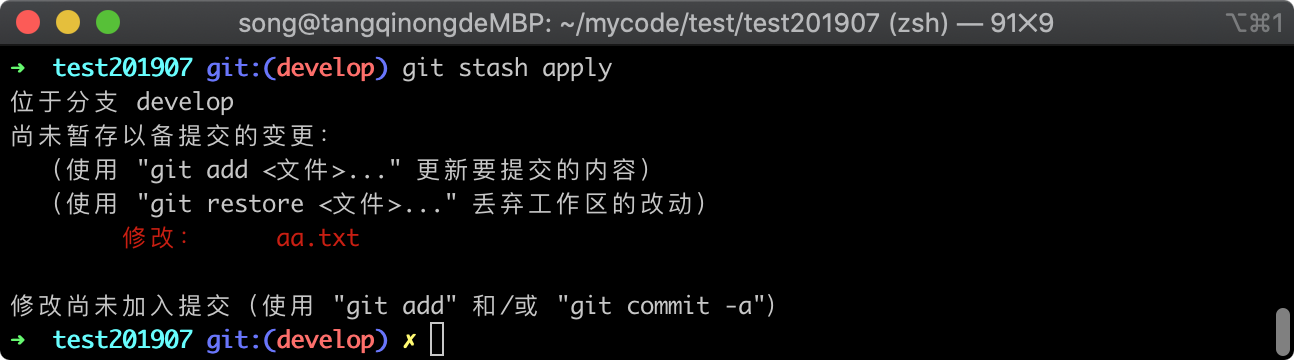 song@tangqinongdeMBP: ~/mycode/test/test201907 (zsh) — 91×9
⌥⌘1
➜ test201907 git:(develop) git stash apply
位于分支 develop
尚未暂存以备提交的变更：
（使用 "git add <文件>..." 更新要提交的内容）
（使用 "git restore <文件>..." 丢弃工作区的改动）
修改： aa.txt
修改尚未加入提交（使用 "git add" 和/或 "git commit -a"）
➜ test201907 git:(develop) ✗